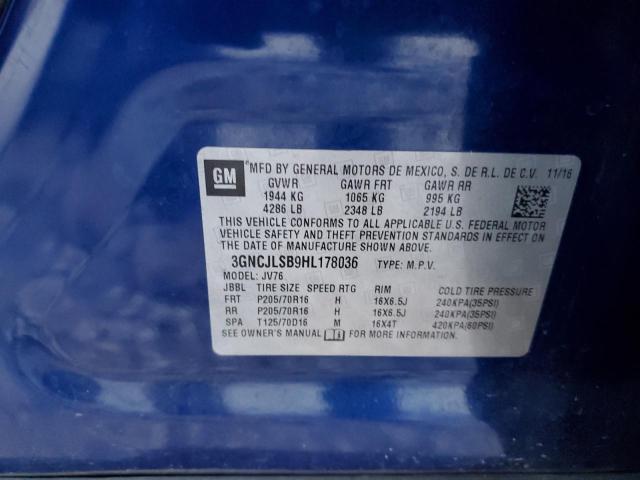 GM
MFD BY GENERAL MOTORS DE MEXICO, S. DE R.L. DE C.V. 11/16
GVWR GAWR FRT GAWR RR
1944 KG 1065 KG 995 KG
4286 LB 2348 LB 2194 LB
THIS VEHICLE CONFORMS TO ALL APPLICABLE U.S. FEDERAL MOTOR
VEHICLE SAFETY AND THEFT PREVENTION STANDARDS IN EFFECT ON
THE DATE OF MANUFACTURE SHOWN ABOVE.
3GNCJLSB9HL178036 TYPE: M.P.V.
MODEL: JV76
JBBL TIRE SIZE SPEED RTG RIM COLD TIRE PRESSURE
FRT P205/70R16 H 16X6.5J 240KPA(35PSI)
RR P205/70R16 H 16X6.5J 240KPA(35PSI)
SPA T125/70D16 M 16X4T 420KPA(60PSI)
SEE OWNER'S MANUAL FOR MORE INFORMATION.